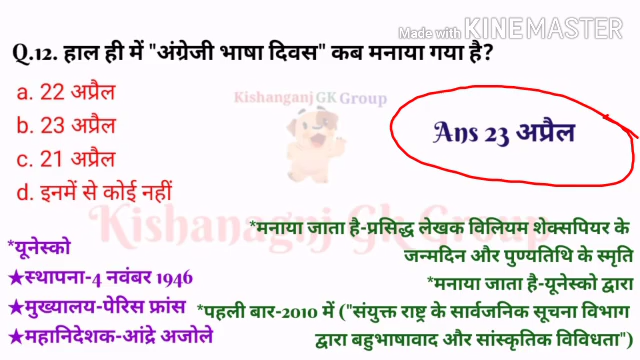 Made with KINEMASTER
Q.12. हाल ही में "अंग्रेजी भाषा दिवस" कब मनाया गया है?
a. 22 अप्रैल
b. 23 अप्रैल
c. 21 अप्रैल
d. इनमें से कोई नहीं
Kishanganj GK Group
Ans 23 अप्रैल
Kishanagnj Gk Group
*मनाया जाता है-प्रसिद्ध लेखक विलियम शेक्सपियर के
जन्मदिन और पुण्यतिथि के स्मृति
*मनाया जाता है-यूनेस्को द्वारा
*पहली बार-2010 में ("संयुक्त राष्ट्र के सार्वजनिक सूचना विभाग
द्वारा बहुभाषावाद और सांस्कृतिक विविधता")
*यूनेस्को
★स्थापना-4 नवंबर 1946
★मुख्यालय-पेरिस फ्रांस
★महानिदेशक-आंद्रे अजोले